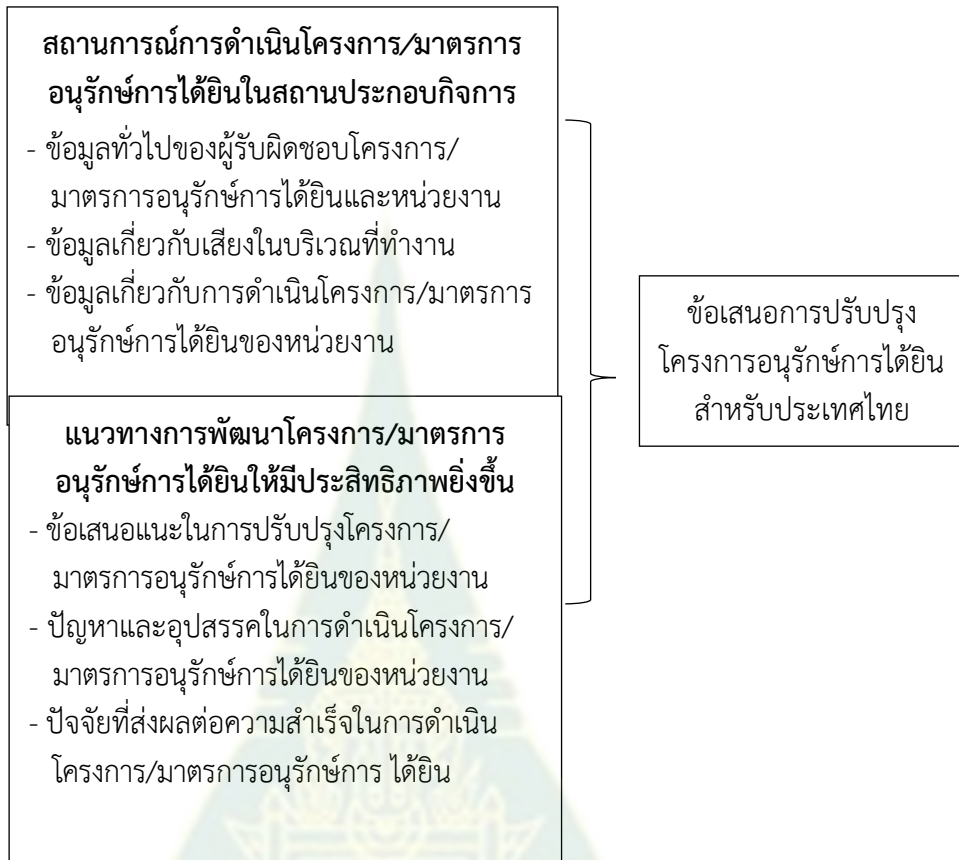 สถานการณ์การดำเนินโครงการ/มาตรการ
อนุรักษ์การได้ยินในสถานประกอบกิจการ
- ข้อมูลทั่วไปของผู้รับผิดชอบโครงการ/
มาตรการอนุรักษ์การได้ยินและหน่วยงาน
- ข้อมูลเกี่ยวกับเสียงในบริเวณที่ทำงาน
- ข้อมูลเกี่ยวกับการดำเนินโครงการ/มาตรการ
อนุรักษ์การได้ยินของหน่วยงาน
แนวทางการพัฒนาโครงการ/มาตรการ
อนุรักษ์การได้ยินให้มีประสิทธิภาพยิ่งขึ้น
- ข้อเสนอแนะในการปรับปรุงโครงการ/
มาตรการอนุรักษ์การได้ยินของหน่วยงาน
- ปัญหาและอุปสรรคในการดำเนินโครงการ/
มาตรการอนุรักษ์การได้ยินของหน่วยงาน
- ปัจจัยที่ส่งผลต่อความสำเร็จในการดำเนิน
โครงการ/มาตรการอนุรักษ์การ ได้ยิน
ข้อเสนอการปรับปรุง
โครงการอนุรักษ์การได้ยิน
สำหรับประเทศไทย